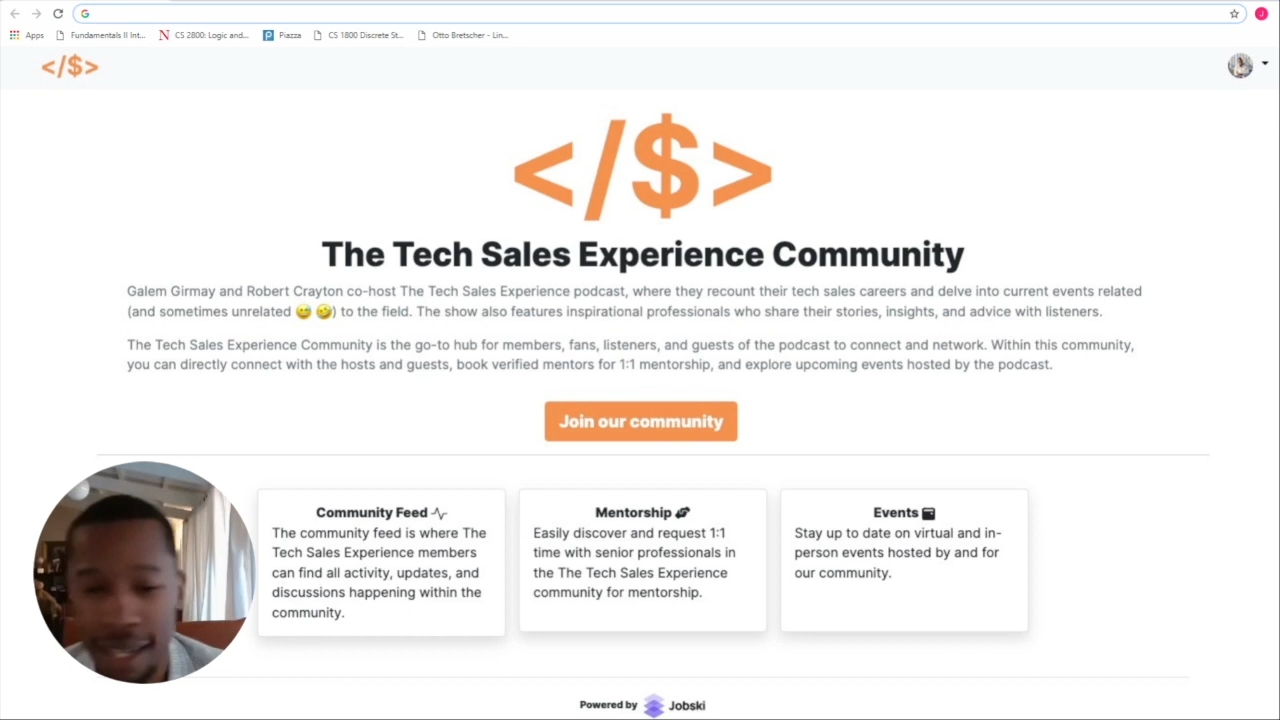 Apps Fundamentals II Int... CS 2800: Logic and... Piazza CS 1800 Discrete St... Otto Bretscher - Lin...
</$>
J
</$>
The Tech Sales Experience Community
Galem Girmay and Robert Crayton co-host The Tech Sales Experience podcast, where they recount their tech sales careers and delve into current events related
(and sometimes unrelated 😅 🤣) to the field. The show also features inspirational professionals who share their stories, insights, and advice with listeners.
The Tech Sales Experience Community is the go-to hub for members, fans, listeners, and guests of the podcast to connect and network. Within this community,
you can directly connect with the hosts and guests, book verified mentors for 1:1 mentorship, and explore upcoming events hosted by the podcast.
Join our community
Community Feed
The community feed is where The
Tech Sales Experience members
can find all activity, updates, and
discussions happening within the
community.
Mentorship
Easily discover and request 1:1
time with senior professionals in
the The Tech Sales Experience
community for mentorship.
Events
Stay up to date on virtual and in-
person events hosted by and for
our community.
Powered by Jobski